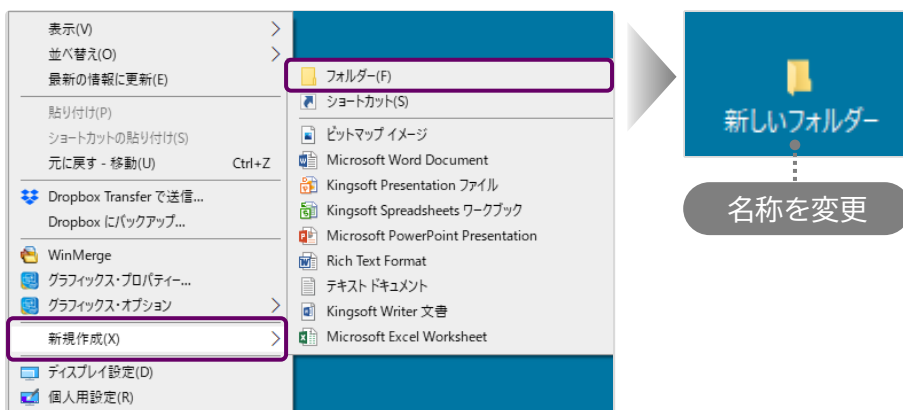 表示(V)
並べ替え(O)
最新の情報に更新(E)
貼り付け(P)
ショートカットの貼り付け(S)
元に戻す - 移動(U) Ctrl+Z
Dropbox Transfer で送信...
Dropbox にバックアップ...
WinMerge
グラフィックス・プロパティー...
グラフィックス・オプション
新規作成(X)
ディスプレイ設定(D)
個人用設定(R)
フォルダー(F)
ショートカット(S)
ビットマップ イメージ
Microsoft Word Document
Kingsoft Presentation ファイル
Kingsoft Spreadsheets ワークブック
Microsoft PowerPoint Presentation
Rich Text Format
テキスト ドキュメント
Kingsoft Writer 文書
Microsoft Excel Worksheet
新しいフォルダー
名称を変更